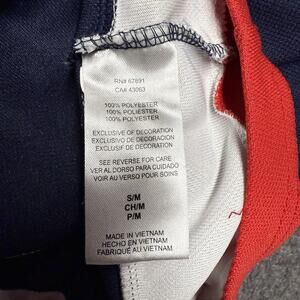 RN# 67891
CA# 43063
100% POLYESTER
100% POLIESTER
100% POLYESTER
EXCLUSIVE OF DECORATION
EXCLUSIVO DE DECORACION
EXCLUSIF DE DECORATION
SEE REVERSE FOR CARE
VER AL DORSO PARA CUIDADO
VOIR AU VERSO POUR SOINS
S/M
CH/M
P/M
MADE IN VIETNAM
HECHO EN VIETNAM
FABRIQUÉ AU VIETNAM